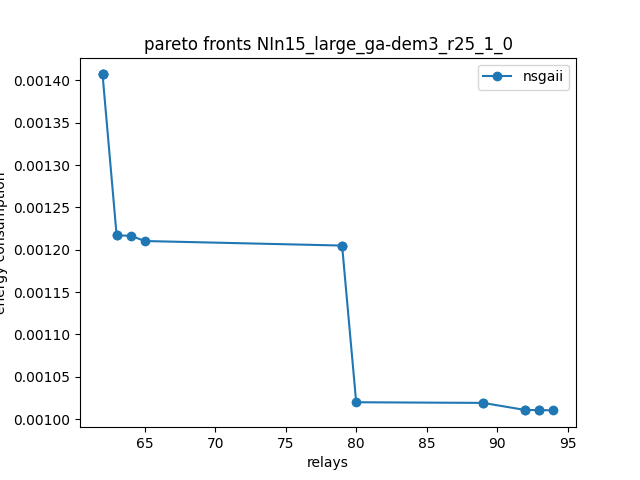 pareto fronts NIn15_large_ga-dem3_r25_1_0
nsgaii
0.00140
0.00135
0.00130
0.00125
0.00120
0.00115
0.00110
0.00105
0.00100
energy consumption
65 70 75 80 85 90 95
relays